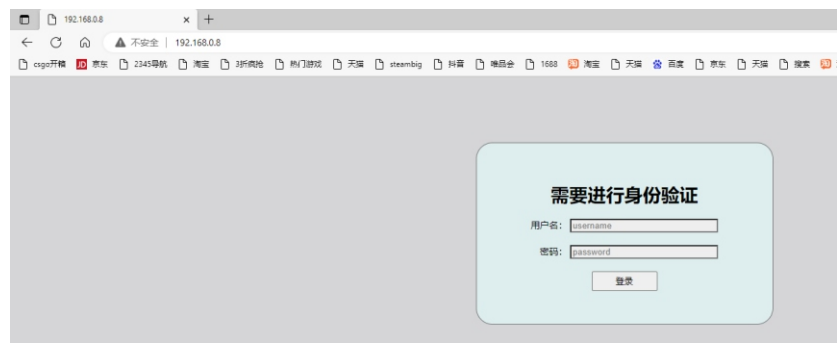 192.168.0.8
不安全 192.168.0.8
csgo开箱 JD 京东 2345导航 淘宝 3折疯抢 热门游戏 天猫 steambig 抖音 唯品会 1688 淘宝 天猫 百度 京东 天猫 搜索
需要进行身份验证
用户名： username
密码： password
登录